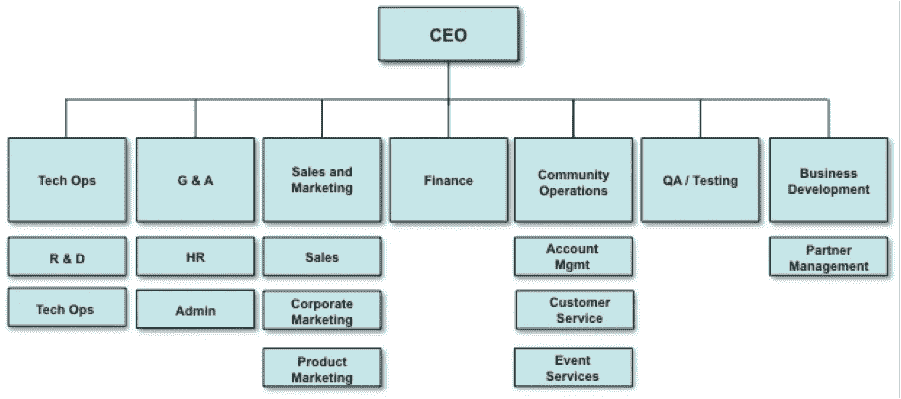 CEO
Tech Ops
G & A
Sales and
Marketing
Finance
Community
Operations
QA / Testing
Business
Development
R & D
HR
Sales
Account
Mgmt
Partner
Management
Tech Ops
Admin
Corporate
Marketing
Customer
Service
Product
Marketing
Event
Services